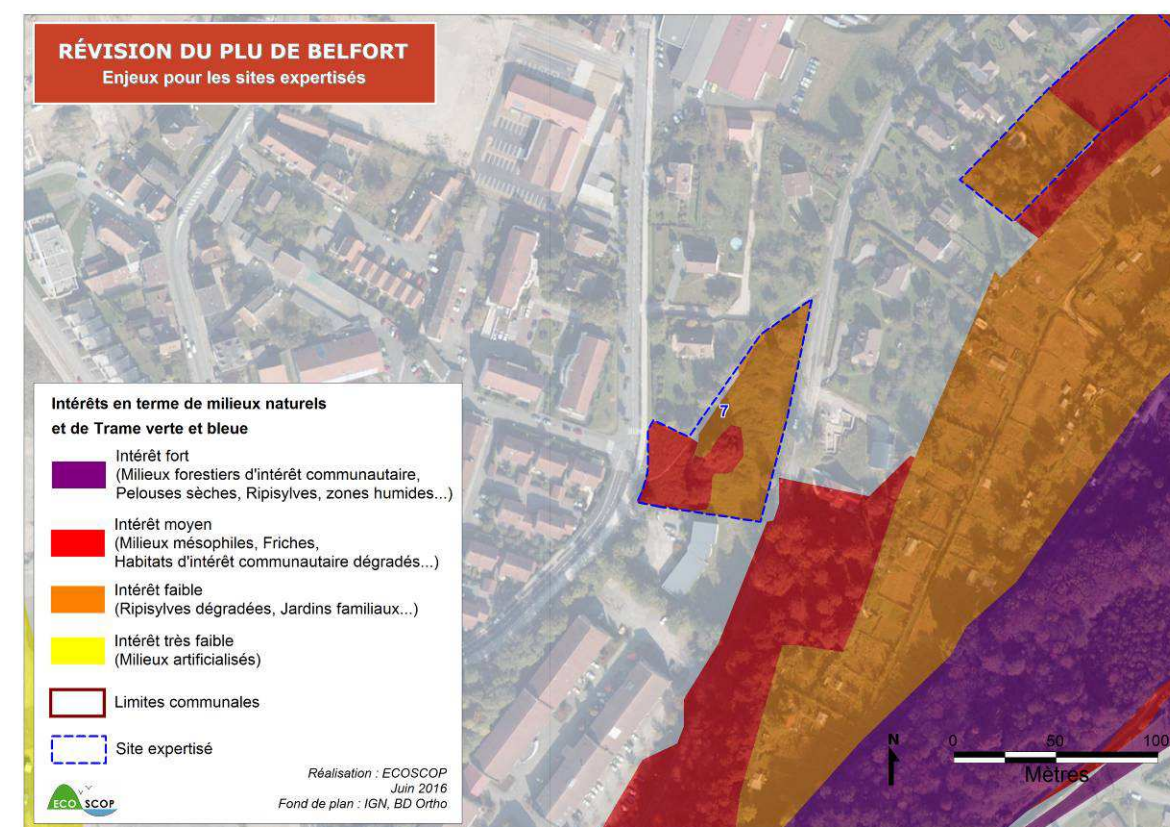 RÉVISION DU PLU DE BELFORT
Enjeux pour les sites expertisés
7
Intérêts en terme de milieux naturels
et de Trame verte et bleue
Intérêt fort
(Milieux forestiers d'intérêt communautaire,
Pelouses sèches, Ripisylves, zones humides...)
Intérêt moyen
(Milieux mésophiles, Friches,
Habitats d'intérêt communautaire dégradés...)
Intérêt faible
(Ripisylves dégradées, Jardins familiaux...)
Intérêt très faible
(Milieux artificialisés)
Limites communales
Site expertisé
Réalisation : ECOSCOP
Juin 2016
Fond de plan : IGN, BD Ortho
ECO SCOP
N
0 50 100
Mètres